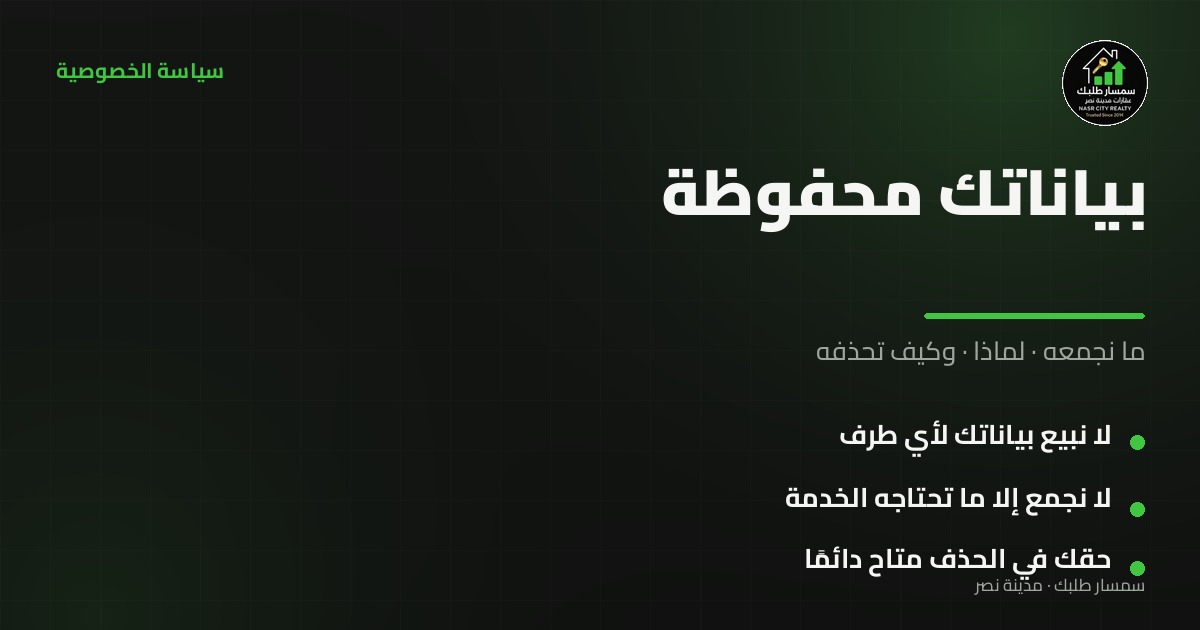 سياسة الخصوصية
سمسار طلبك
عقارات مدينة نصر
NASR CITY REALTY
Trusted Since 2014
بياناتك محفوظة
ما نجمعه · لماذا · وكيف تحذفه
لا نبيع بياناتك لأي طرف
لا نجمع إلا ما تحتاجه الخدمة
حقك في الحذف متاح دائمًا
سمسار طلبك · مدينة نصر